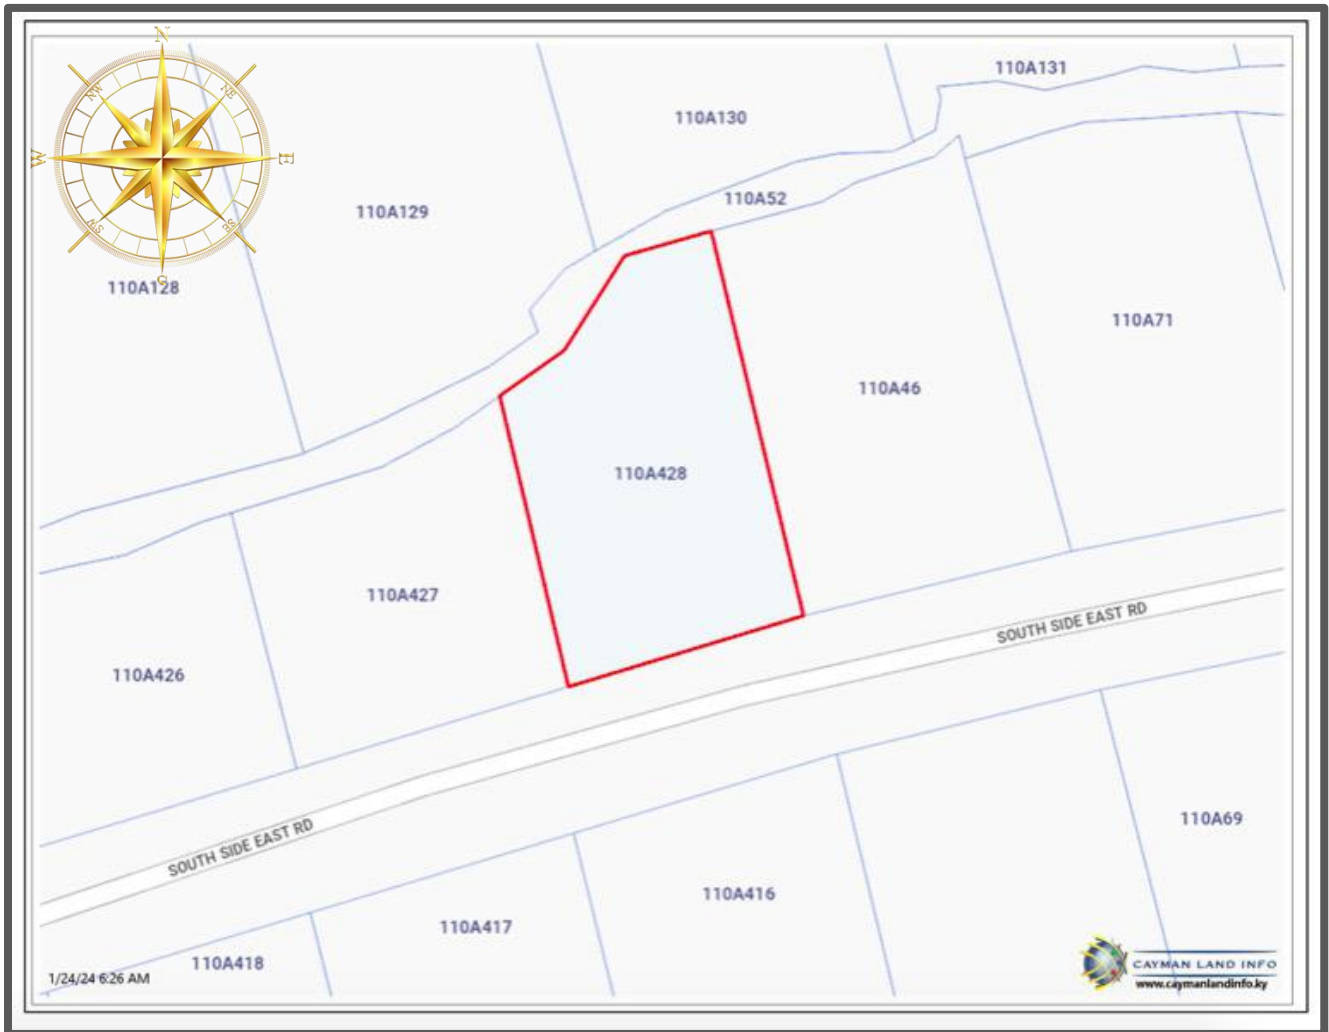 N
NW
NE
W
E
SW
SE
110A131
110A130
110A52
110A129
110A128
110A71
110A46
110A428
110A427
SOUTH SIDE EAST RD
110A426
110A69
SOUTH SIDE EAST RD
110A416
110A417
110A418
1/24/24 6:26 AM
CAYMAN LAND INFO
www.caymanlandinfo.ky